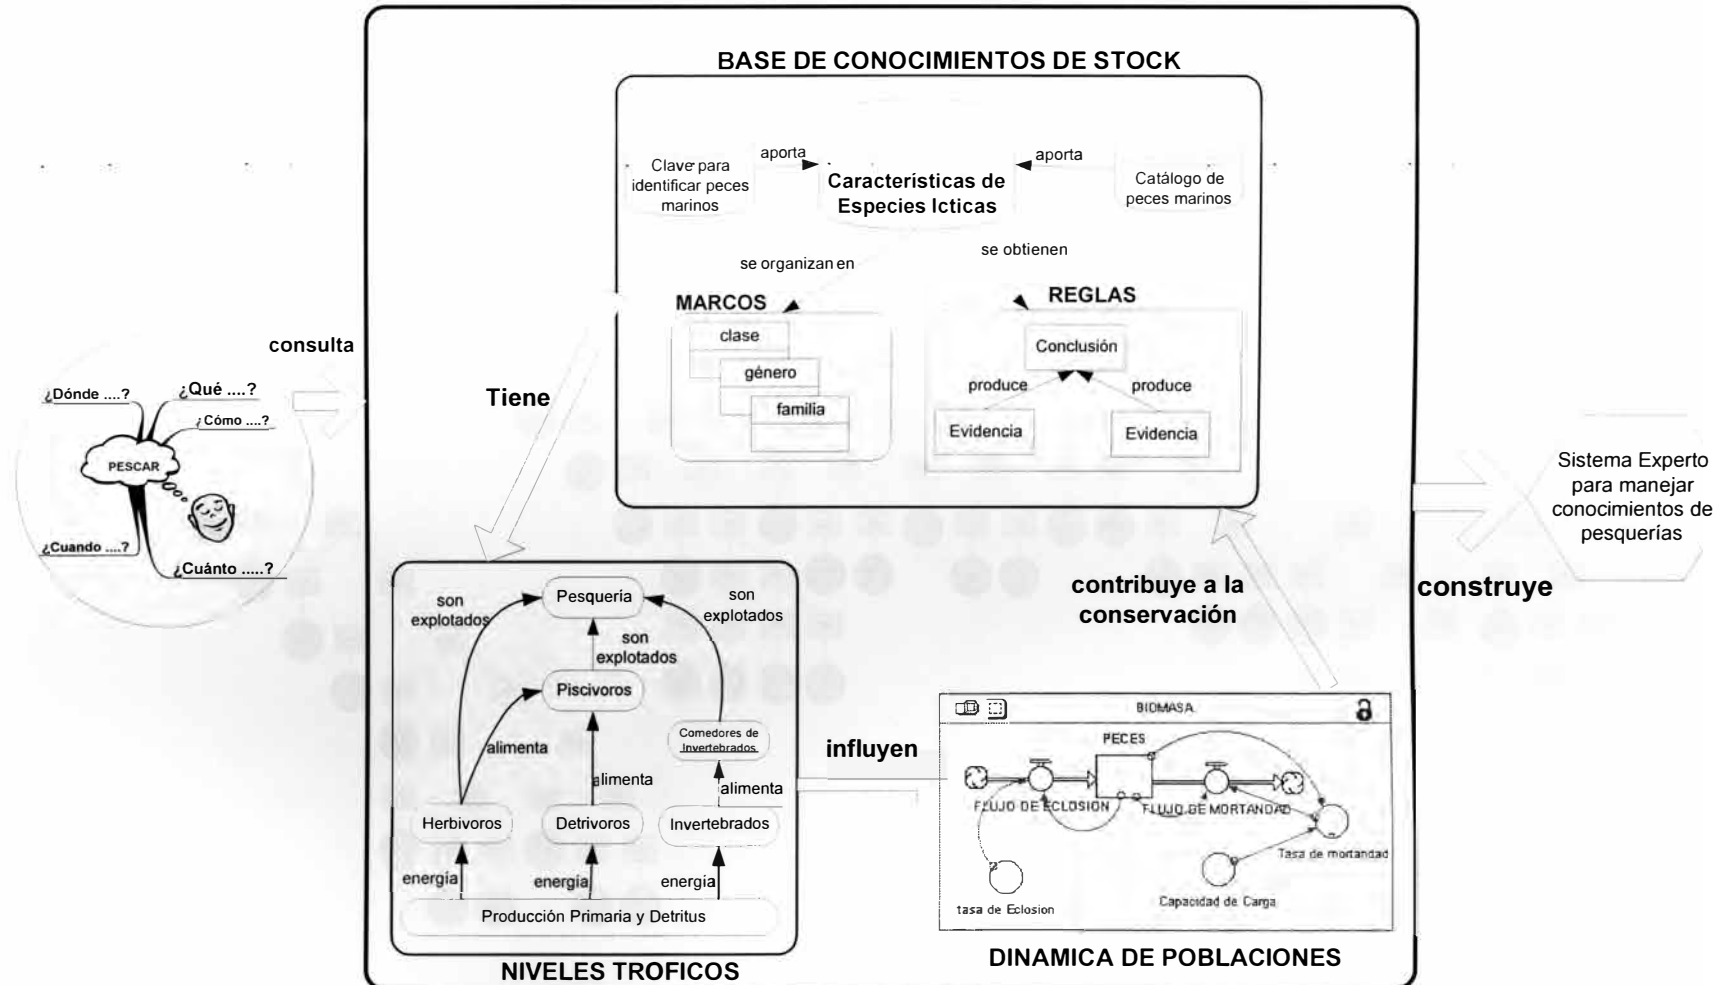 BASE DE CONOCIMIENTOS DE STOCK
Clave para
identificar peces
marinos
aporta
Características de
Especies Icticas
aporta
Catálogo de
peces marinos
se organizan en
se obtienen
MARCOS
clase
género
familia
REGLAS
Conclusión
produce
produce
Evidencia
Evidencia
consulta
¿Dónde ....?
¿Qué ....?
¿Cómo ....?
PESCAR
¿Cuando ....?
¿Cuánto .....?
Tiene
Sistema Experto
para manejar
conocimientos de
pesquerías
construye
contribuye a la
conservación
son
explotados
Pesquería
son
explotados
son
explotados
Piscivoros
Comedores de
Invertebrados
alimenta
alimenta
alimenta
Herbivoros
Detrivoros
Invertebrados
energía
energía
energía
Producción Primaria y Detritus
NIVELES TROFICOS
influyen
BIOMASA
PECES
FLUJO DE ECLOSION
FLUJO DE MORTANDAD
Tasa de mortandad
tasa de Eclosion
Capacidad de Carga
DINAMICA DE POBLACIONES